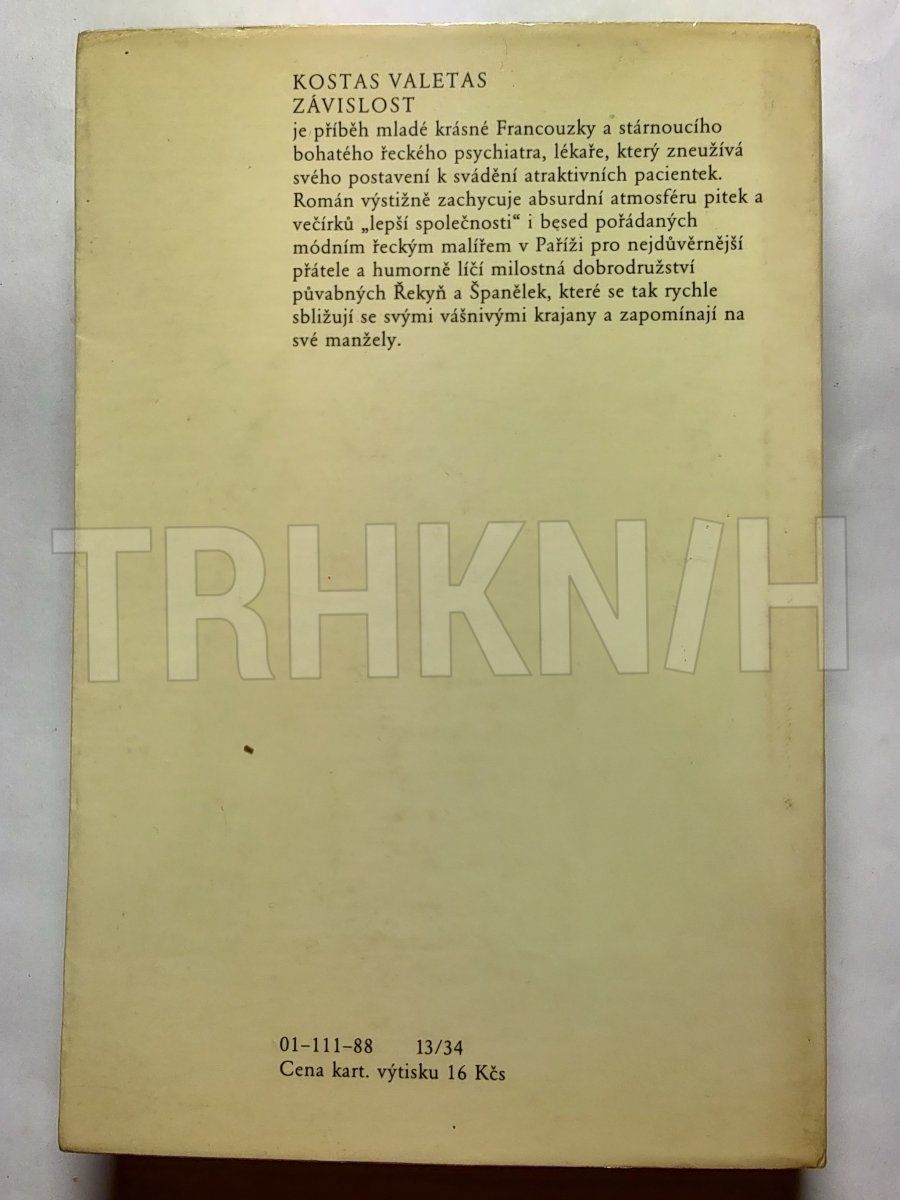 KOSTAS VALETAS
ZÁVISLOST
je příběh mladé krásné Francouzky a stárnoucího
bohatého řeckého psychiatra, lékaře, který zneužívá
svého postavení k svádění atraktivních pacientek.
Román výstižně zachycuje absurdní atmosféru pitek a
večírků „lepší společnosti“ i besed pořádaných
módním řeckým malířem v Paříži pro nejdůvěrnější
přátele a humorně líčí milostná dobrodružství
půvabných Řekyň a Španělek, které se tak rychle
sbližují se svými vášnivými krajany a zapomínají na
své manžely.
TRHKNIH
01–111–88 13/34
Cena kart. výtisku 16 Kčs